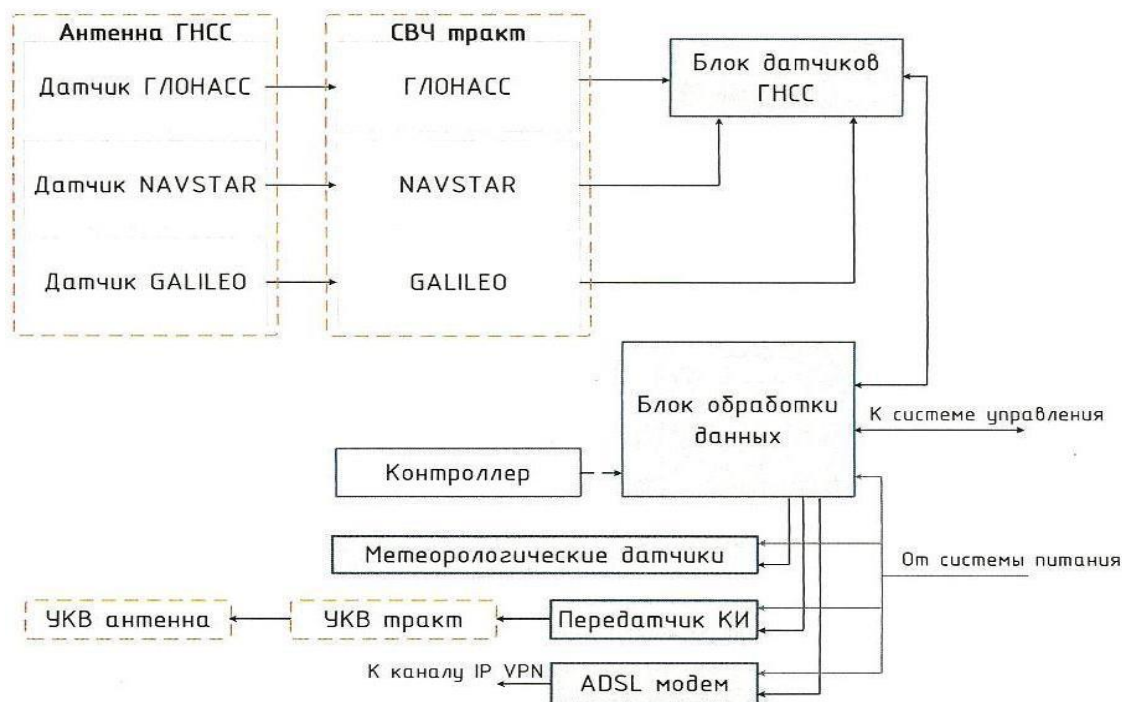 Антенна ГНСС
СВЧ тракт
Датчик ГЛОНАСС
ГЛОНАСС
Блок датчиков
ГНСС
Датчик NAVSTAR
NAVSTAR
Датчик GALILEO
GALILEO
Блок обработки
данных
К системе управления
Контроллер
Метеорологические датчики
От системы питания
УКВ антенна
УКВ тракт
Передатчик КИ
К каналу IP VPN
ADSL модем